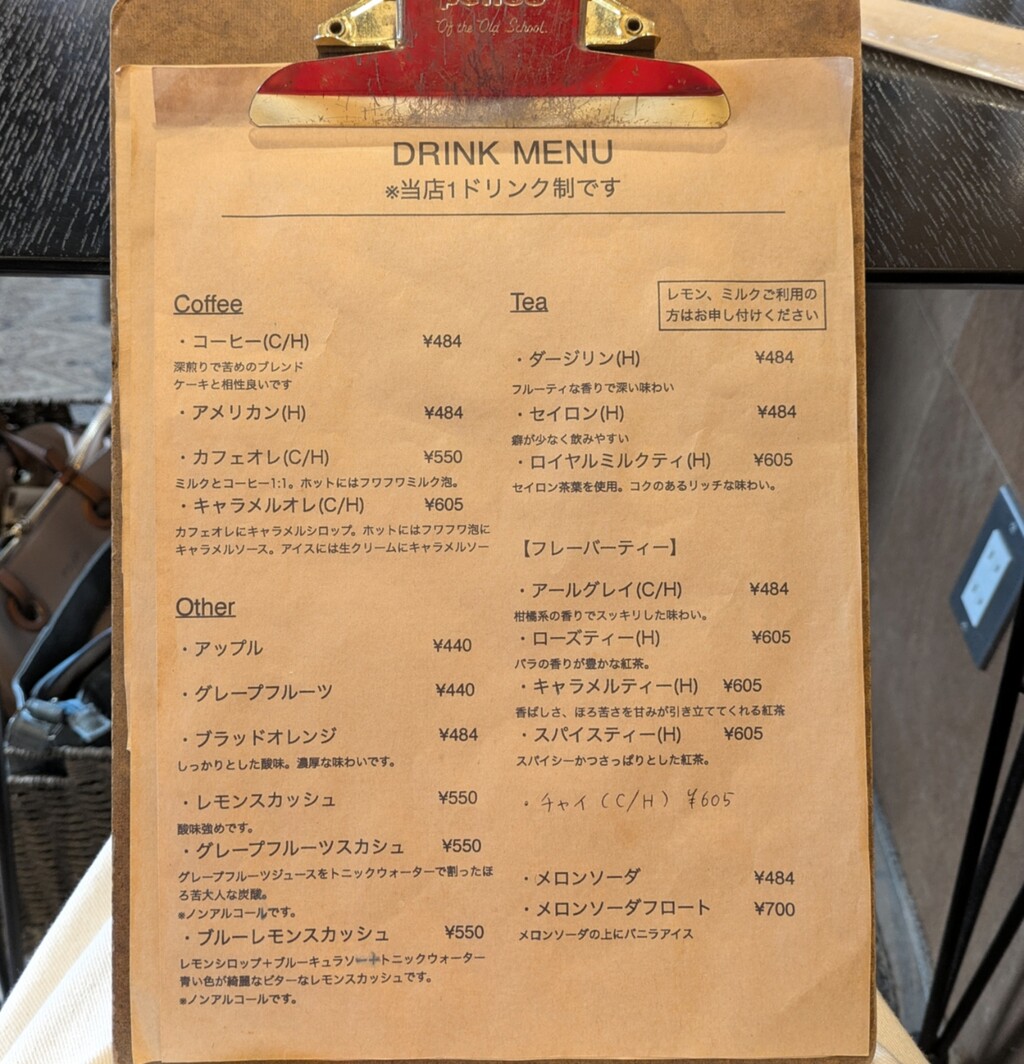 Of the Old School.
DRINK MENU
※当店1ドリンク制です
Coffee
・コーヒー(C/H) ¥484
深煎りで苦めのブレンド
ケーキと相性良いです
・アメリカン(H) ¥484
・カフェオレ(C/H) ¥550
ミルクとコーヒー1:1。ホットにはフワフワミルク泡。
・キャラメルオレ(C/H) ¥605
カフェオレにキャラメルシロップ。ホットにはフワフワ泡に
キャラメルソース。アイスには生クリームにキャラメルソー
Other
・アップル ¥440
・グレープフルーツ ¥440
・ブラッドオレンジ ¥484
しっかりとした酸味。濃厚な味わいです。
・レモンスカッシュ ¥550
酸味強めです。
・グレープフルーツスカシュ ¥550
グレープフルーツジュースをトニックウォーターで割ったほ
ろ苦大人な炭酸。
※ノンアルコールです。
・ブルーレモンスカッシュ ¥550
レモンシロップ＋ブルーキュラソー＋トニックウォーター
青い色が綺麗なビターなレモンスカッシュです。
※ノンアルコールです。
Tea
レモン、ミルクご利用の
方はお申し付けください
・ダージリン(H) ¥484
フルーティな香りで深い味わい
・セイロン(H) ¥484
癖が少なく飲みやすい
・ロイヤルミルクティ(H) ¥605
セイロン茶葉を使用。コクのあるリッチな味わい。
【フレーバーティー】
・アールグレイ(C/H) ¥484
柑橘系の香りでスッキリした味わい。
・ローズティー(H) ¥605
バラの香りが豊かな紅茶。
・キャラメルティー(H) ¥605
香ばしさ、ほろ苦さを甘みが引き立ててくれる紅茶
・スパイスティー(H) ¥605
スパイシーかつさっぱりとした紅茶。
・チャイ(C/H) ¥605
・メロンソーダ ¥484
・メロンソーダフロート ¥700
メロンソーダの上にバニラアイス